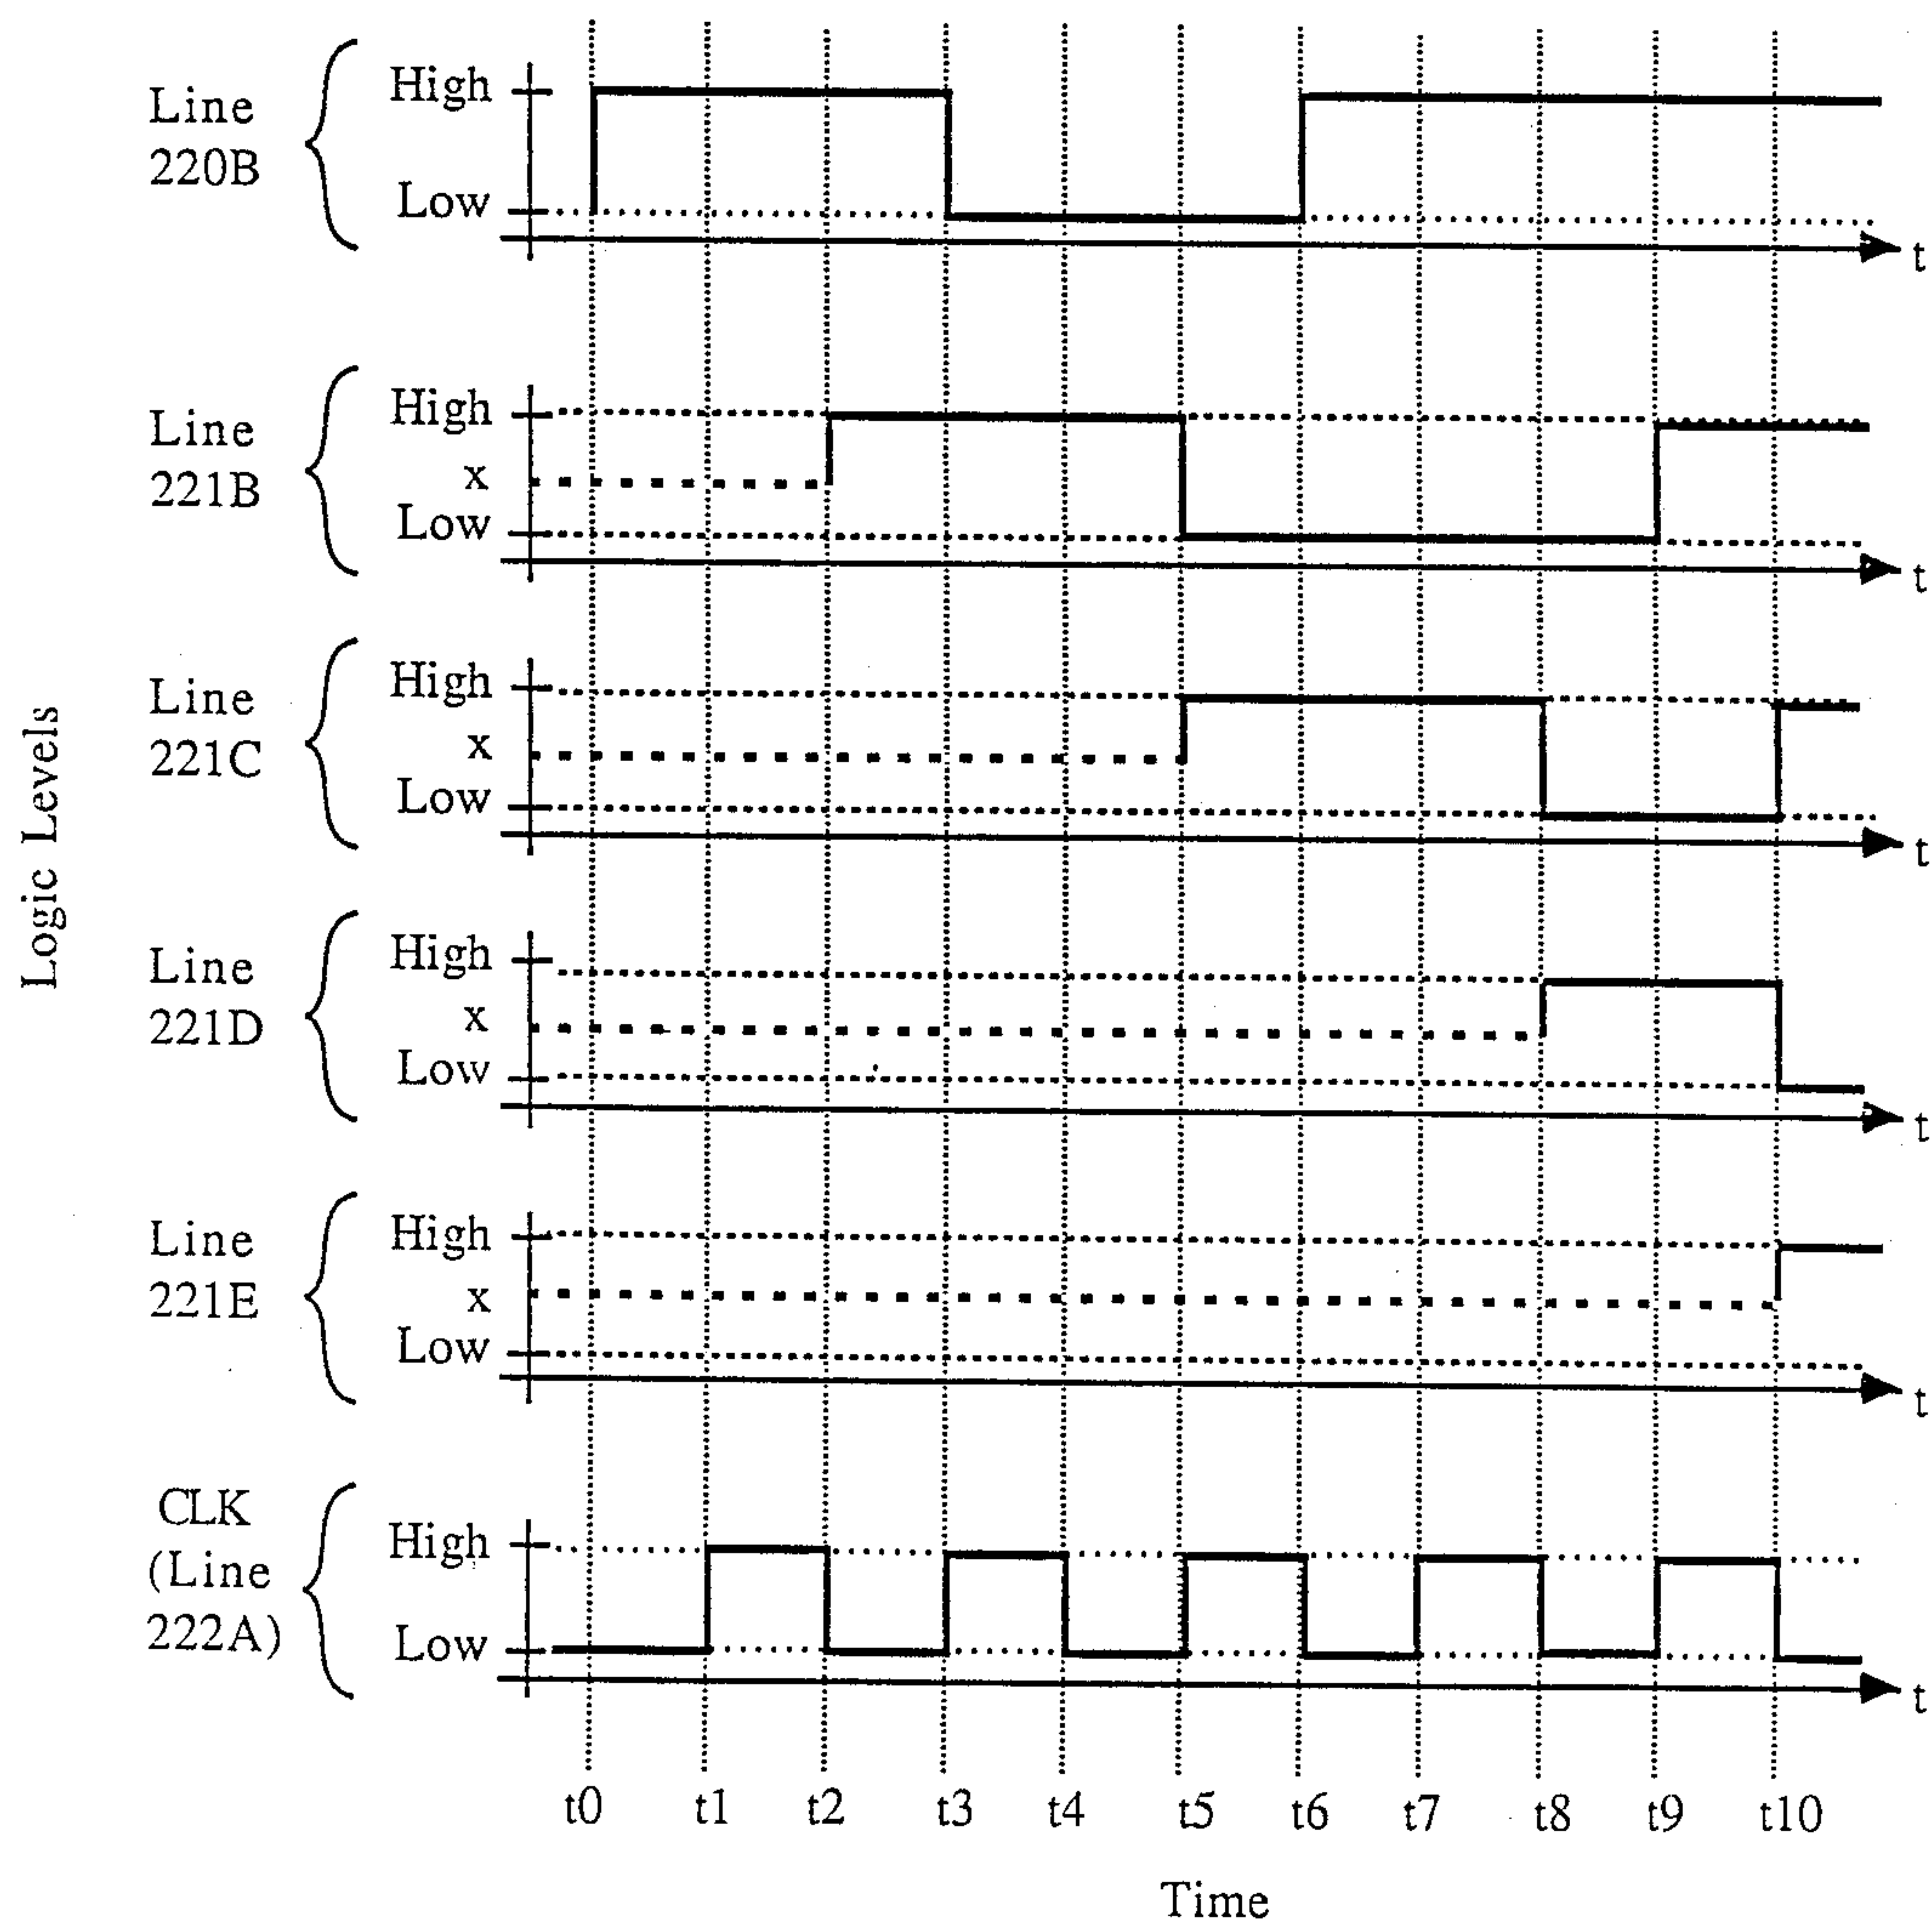 Logic Levels
Line
220B
High
Low
t
Line
221B
High
x
Low
t
Line
221C
High
x
Low
t
Line
221D
High
x
Low
t
Line
221E
High
x
Low
t
CLK
(Line
222A)
High
Low
t
t0 t1 t2 t3 t4 t5 t6 t7 t8 t9 t10
Time